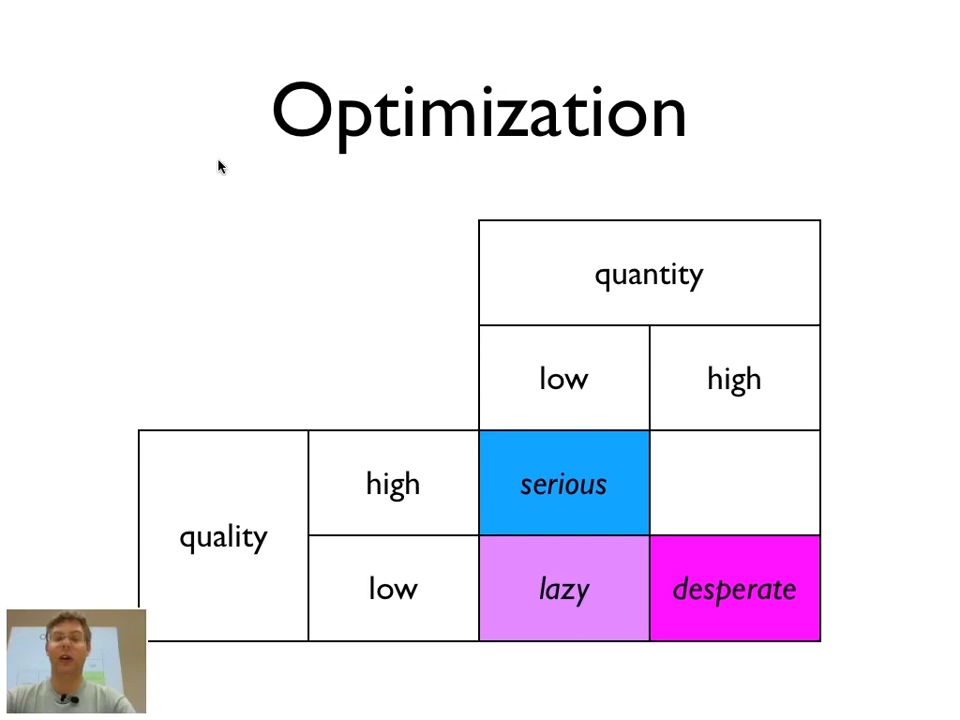 Optimization
quantity
low high
quality high serious
low lazy desperate